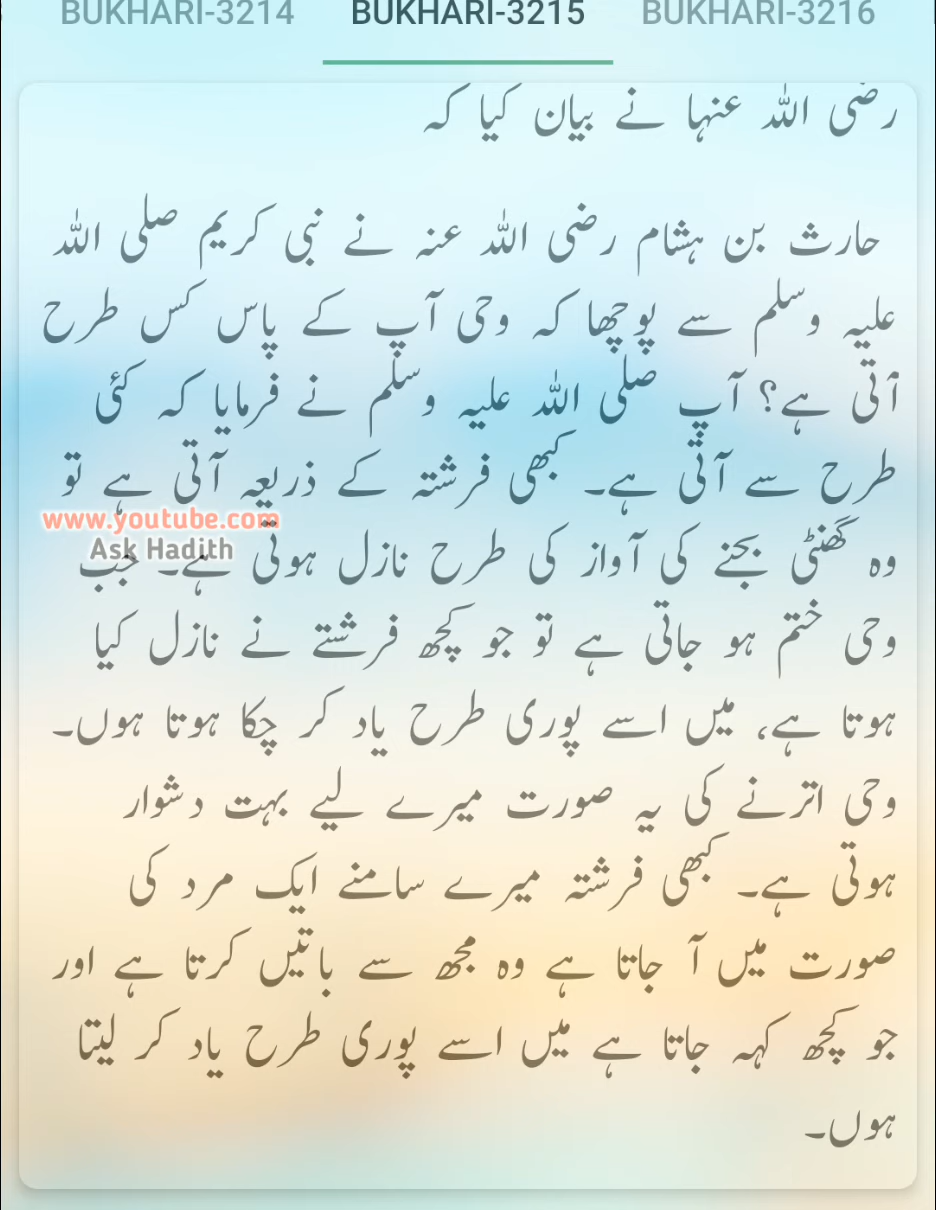 BUKHARI-3214 BUKHARI-3215 BUKHARI-3216
رضی اللہ عنہا نے بیان کیا کہ
حارث بن ہشام رضی اللہ عنہ نے نبی کریم صلی اللہ
علیہ وسلم سے پوچھا کہ وحی آپ کے پاس کس طرح
آتی ہے؟ آپ صلی اللہ علیہ وسلم نے فرمایا کہ کئی
طرح سے آتی ہے۔ کبھی فرشتہ کے ذریعہ آتی ہے تو
www.youtube.com
Ask Hadith
وہ گھنٹی بجنے کی آواز کی طرح نازل ہوتی ہے۔ جب
وحی ختم ہو جاتی ہے تو جو کچھ فرشتے نے نازل کیا
ہوتا ہے، میں اسے پوری طرح یاد کر چکا ہوتا ہوں۔
وحی اترنے کی یہ صورت میرے لیے بہت دشوار
ہوتی ہے۔ کبھی فرشتہ میرے سامنے ایک مرد کی
صورت میں آ جاتا ہے وہ مجھ سے باتیں کرتا ہے اور
جو کچھ کہہ جاتا ہے میں اسے پوری طرح یاد کر لیتا
ہوں۔